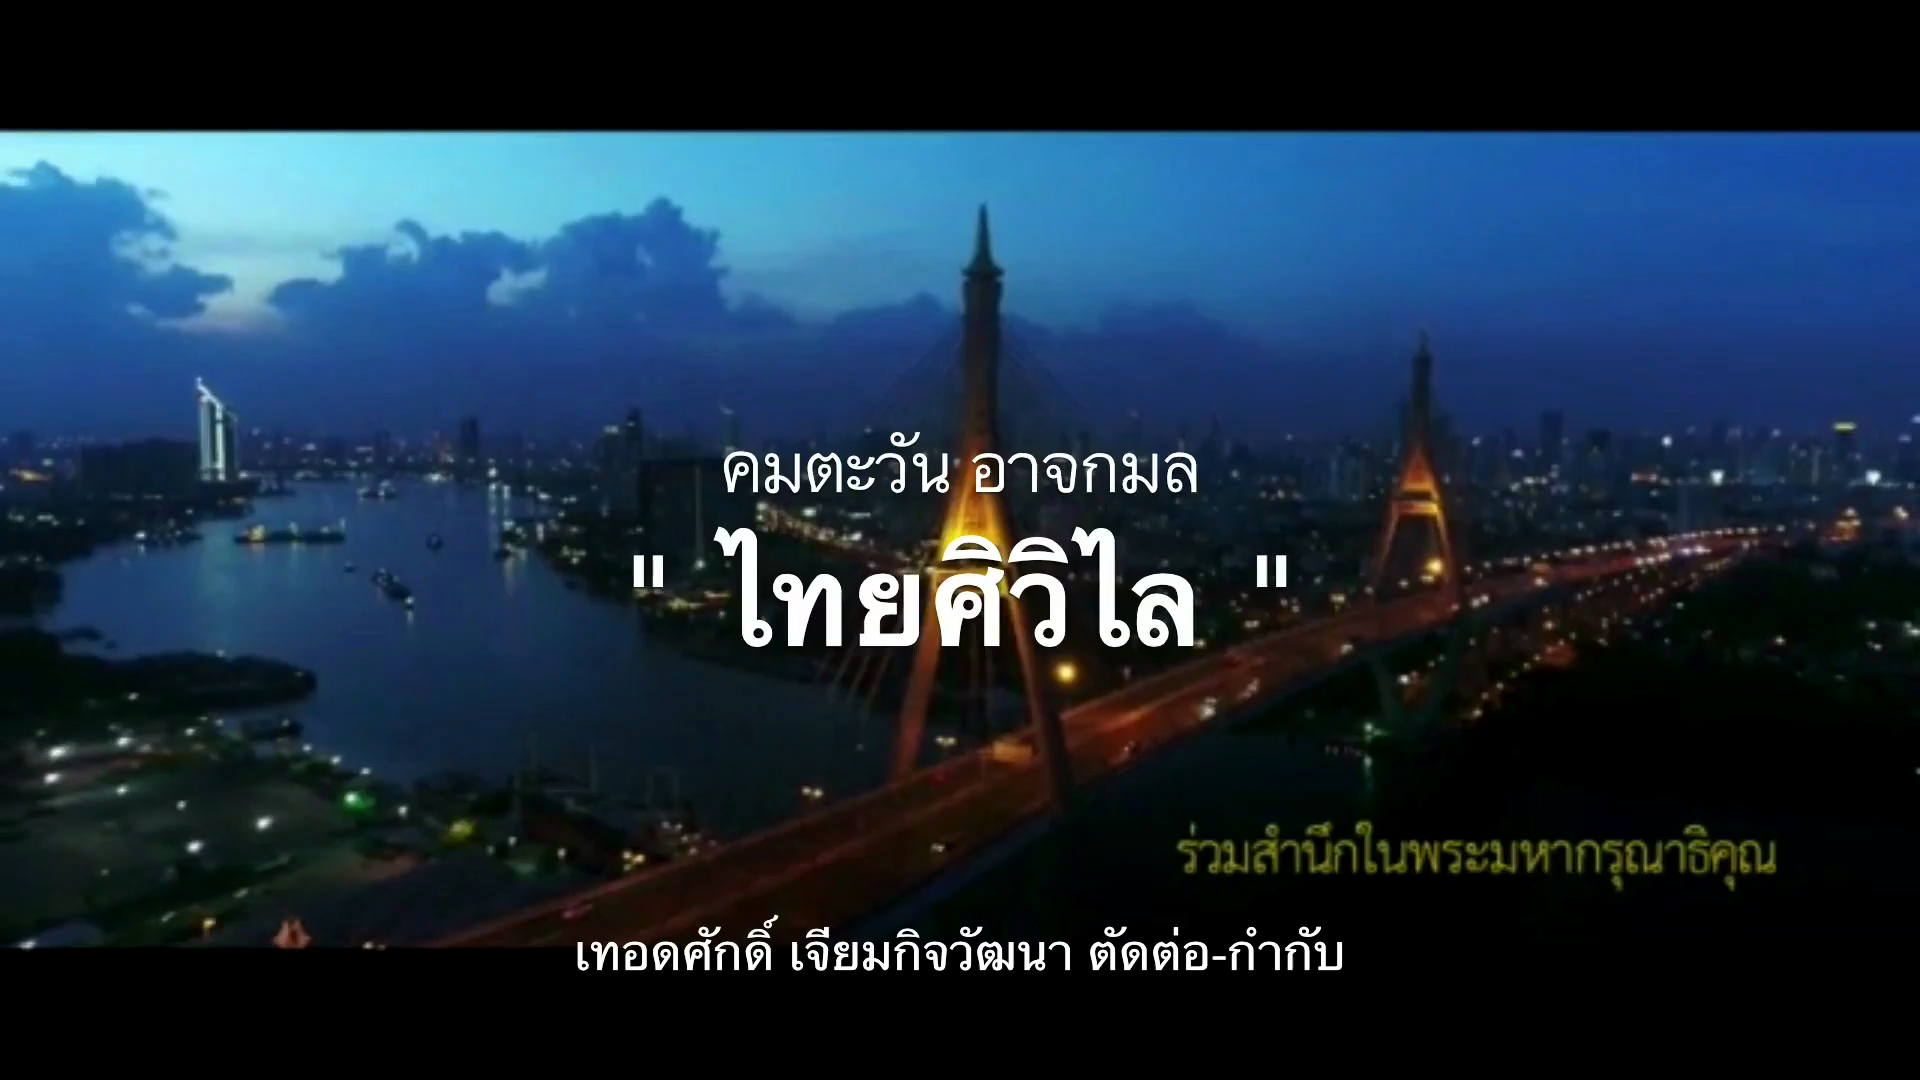 คมตะวัน อาจกมล
" ไทยศิวิไล "
ร่วมสำนึกในพระมหากรุณาธิคุณ
เทอดศักดิ์ เจียมกิจวัฒนา ตัดต่อ-กำกับ